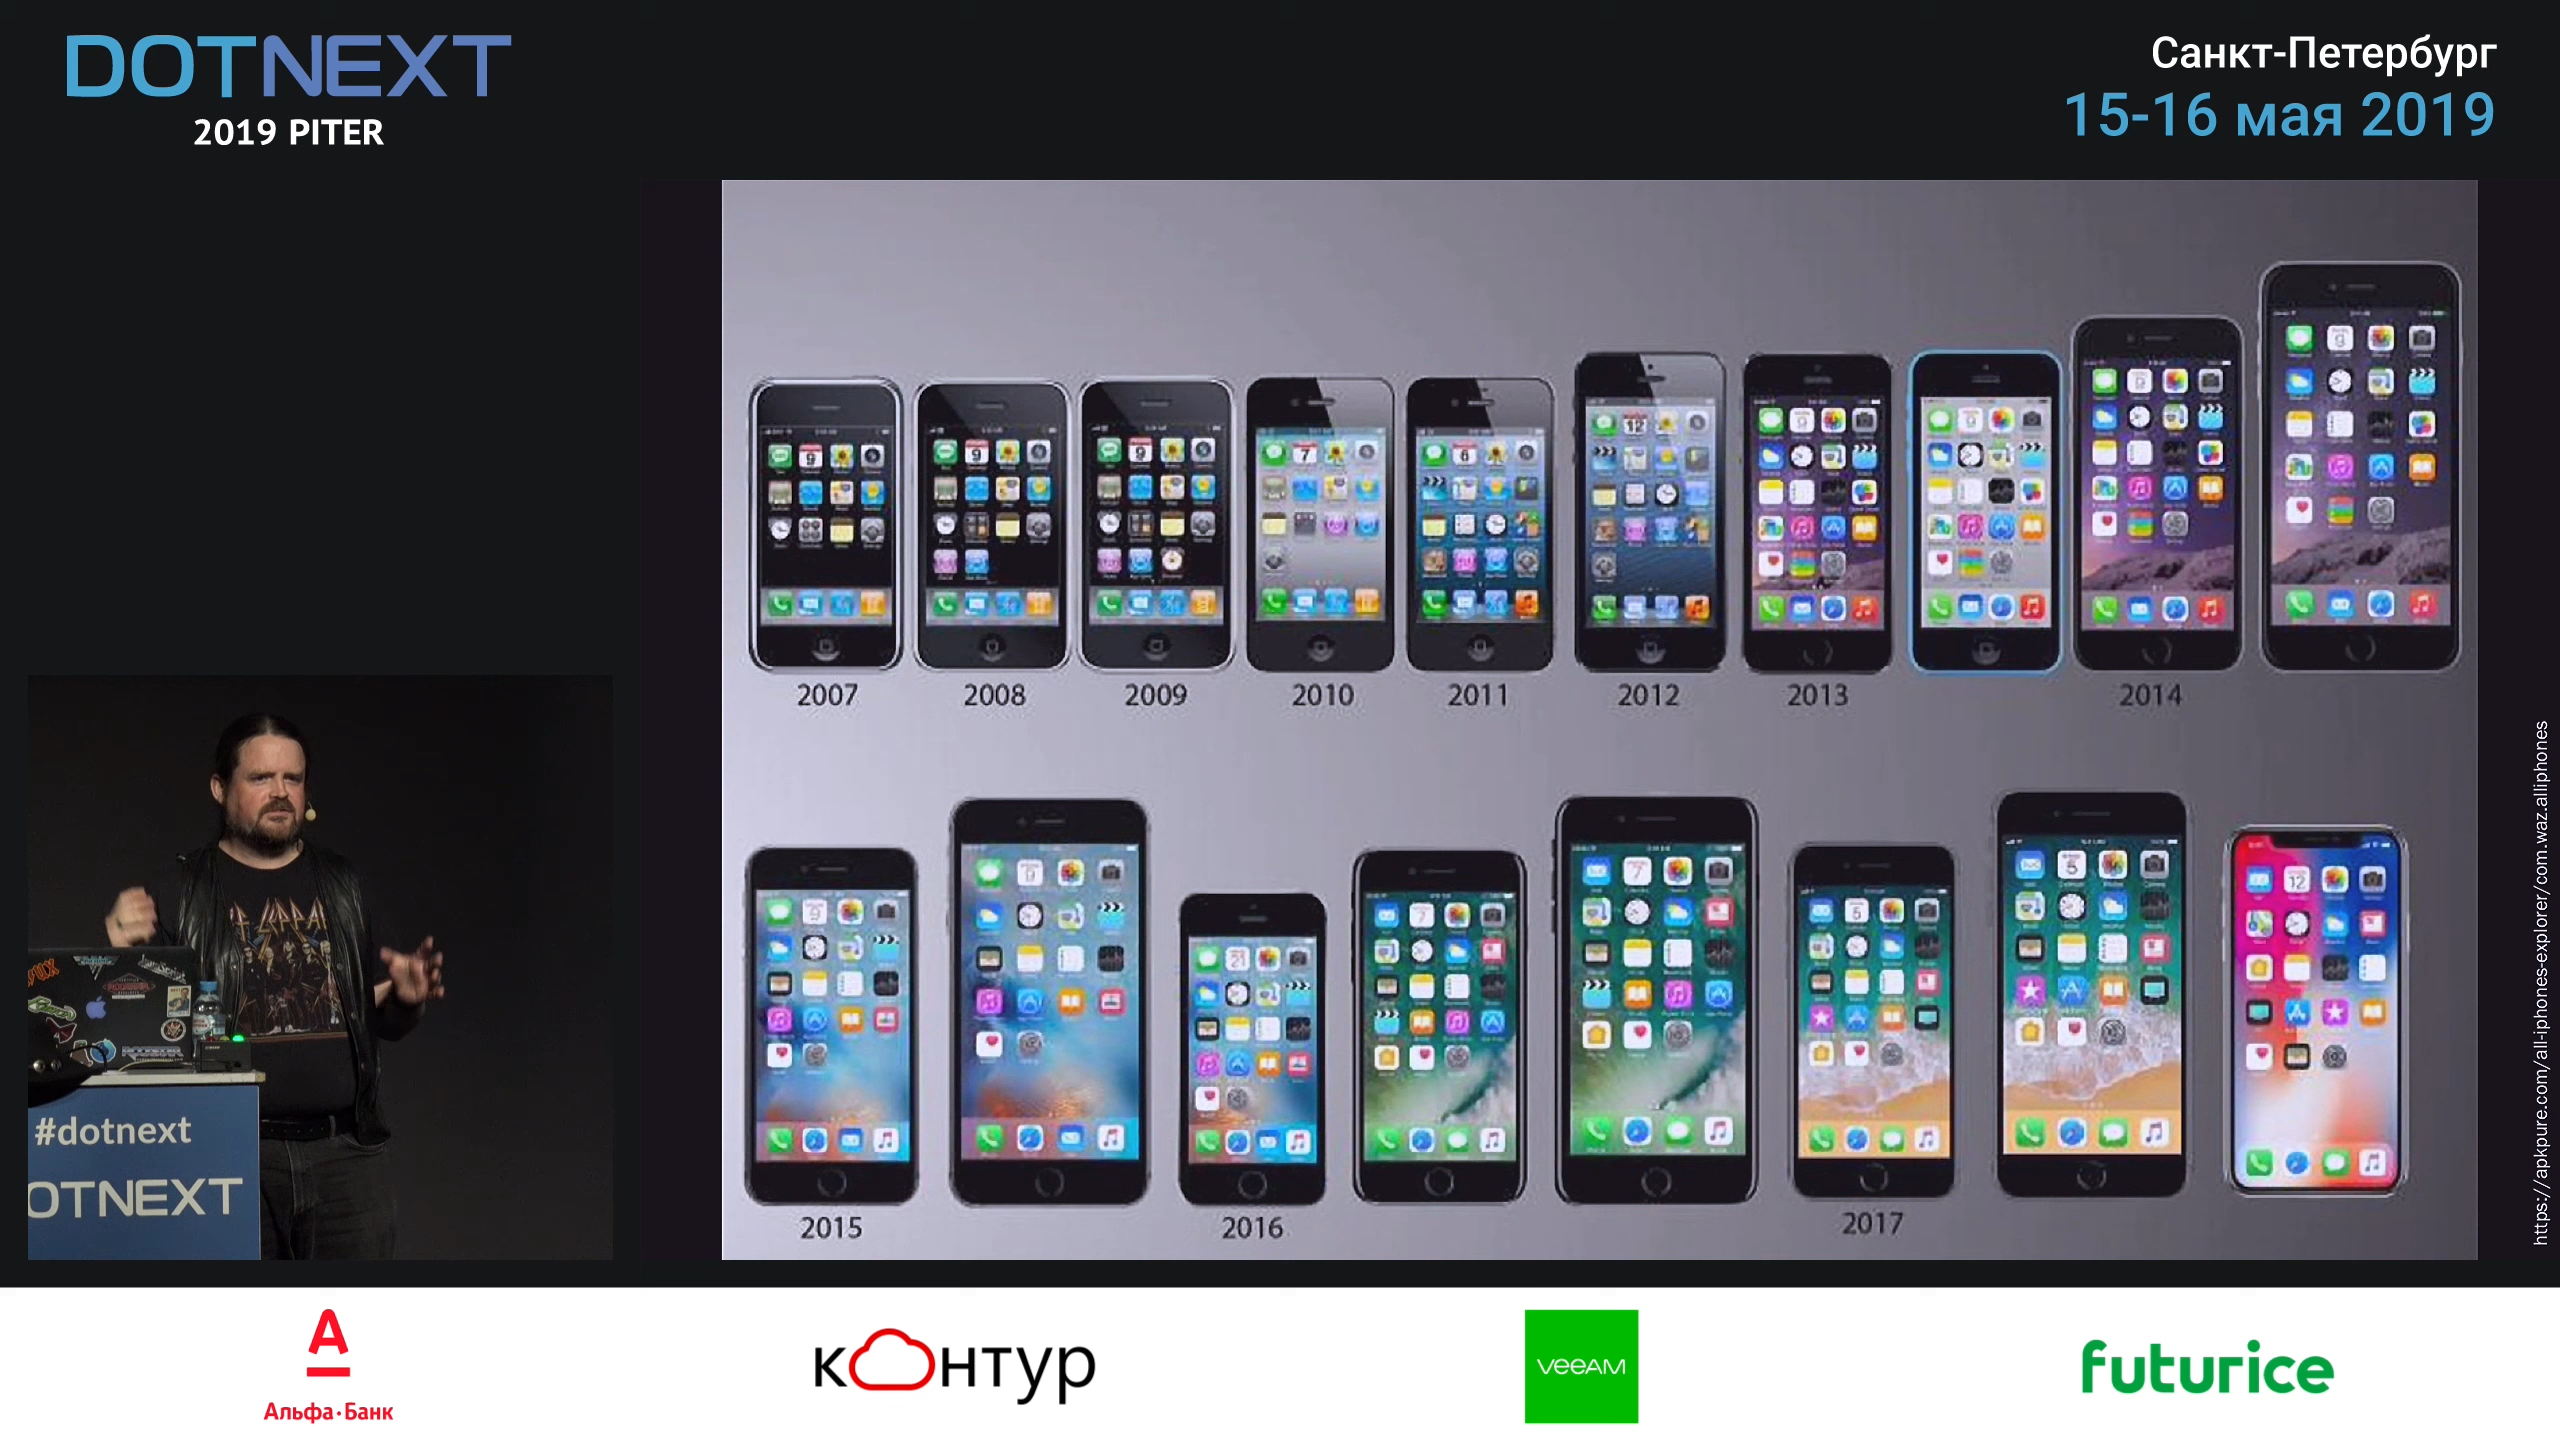 DOTNEXT
2019 PITER
Санкт-Петербург
15-16 мая 2019
2007
2008
2009
2010
2011
2012
2013
2014
2015
2016
2017
https://apkpure.com/all-iphones-explorer/com.waz.alliphones
#dotnext
OTNEXT
Альфа·Банк
контур
veeAM
futurice